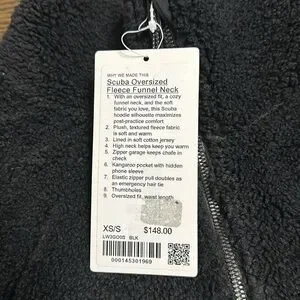 WHY WE MADE THIS
Scuba Oversized
Fleece Funnel Neck
1. With an oversized fit, a cozy
funnel neck, and the soft
fabric you love, this Scuba
hoodie silhouette maximizes
post-practice comfort
2. Plush, textured fleece fabric
is soft and warm
3. Lined in soft cotton jersey
4. High neck helps keep you warm
5. Zipper garage keeps chafe in
check
6. Kangaroo pocket with hidden
phone sleeve
7. Elastic zipper pull doubles as
an emergency hair tie
8. Thumbholes
9. Oversized fit, waist length
XS/S $148.00
BLK
000145301969